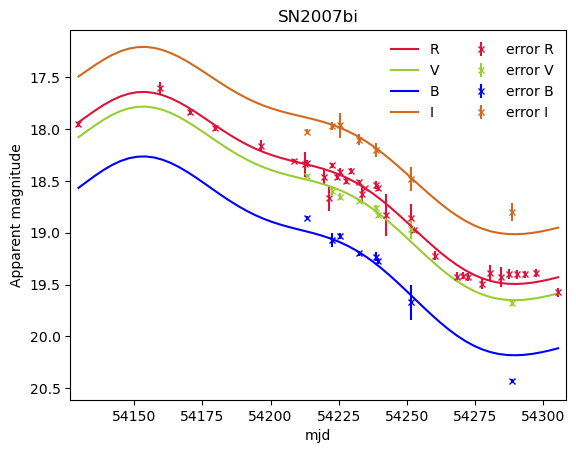 SN2007bi
R
V
B
I
error R
error V
error B
error I
Apparent magnitude
17.5
18.0
18.5
19.0
19.5
20.0
20.5
54150 54175 54200 54225 54250 54275 54300
mjd